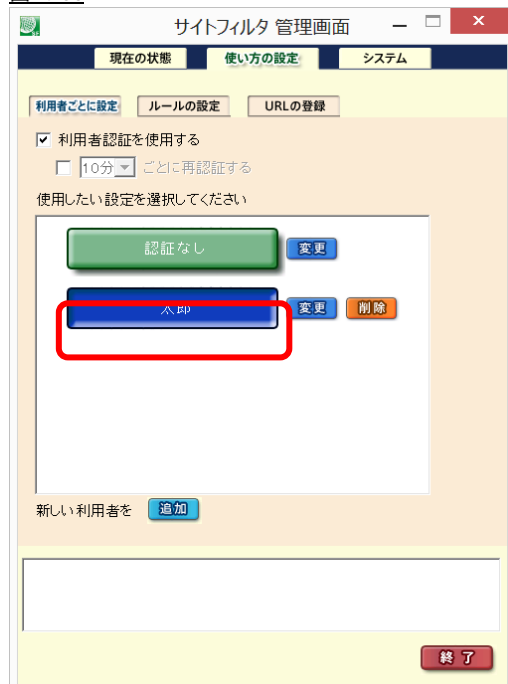 サイトフィルタ 管理画面
現在の状態 使い方の設定 システム
利用者ごとに設定 ルールの設定 URLの登録
利用者認証を使用する
10分 ごとに再認証する
使用したい設定を選択してください
認証なし 変更
太郎 変更 削除
新しい利用者を 追加
終了